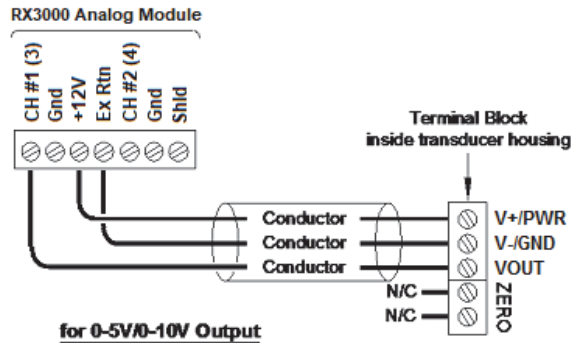 RX3000 Analog Module
CH #1 (3)
Gnd
+12V
Ex Rtn
CH #2 (4)
Gnd
Shld
Terminal Block
inside transducer housing
Conductor
V+/PWR
Conductor
V-/GND
Conductor
VOUT
N/C
N/C
ZERO
for 0-5V/0-10V Output